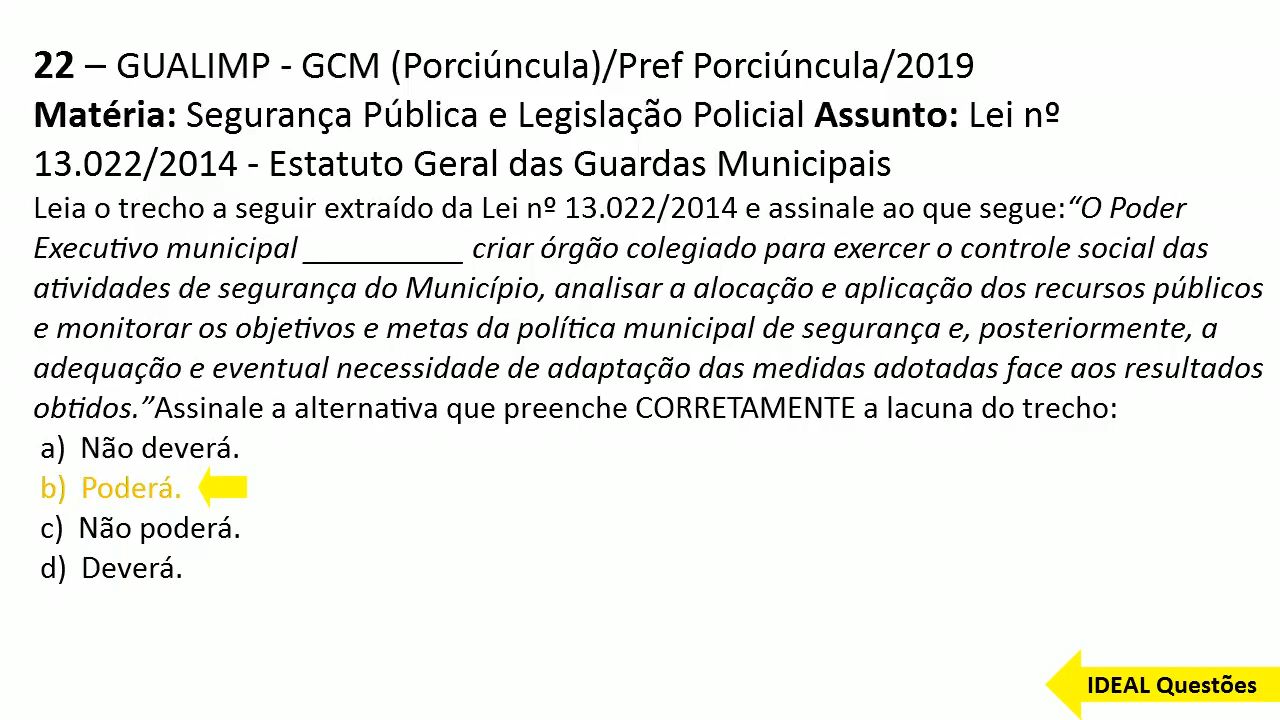 22 – GUALIMP - GCM (Porciúncula)/Pref Porciúncula/2019
Matéria: Segurança Pública e Legislação Policial Assunto: Lei nº
13.022/2014 - Estatuto Geral das Guardas Municipais
Leia o trecho a seguir extraído da Lei nº 13.022/2014 e assinale ao que segue:“O Poder
Executivo municipal __________ criar órgão colegiado para exercer o controle social das
atividades de segurança do Município, analisar a alocação e aplicação dos recursos públicos
e monitorar os objetivos e metas da política municipal de segurança e, posteriormente, a
adequação e eventual necessidade de adaptação das medidas adotadas face aos resultados
obtidos.”Assinale a alternativa que preenche CORRETAMENTE a lacuna do trecho:
a) Não deverá.
b) Poderá.
c) Não poderá.
d) Deverá.
IDEAL Questões